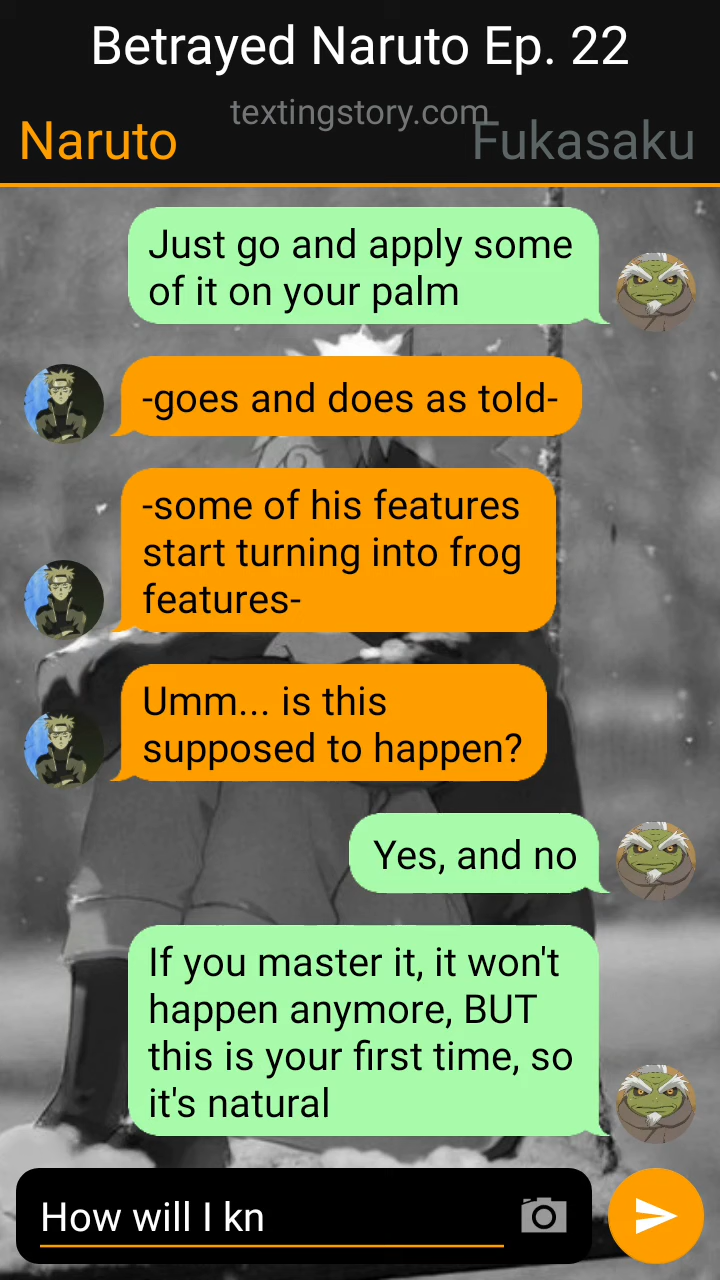 Betrayed Naruto Ep. 22
textingstory.com
Naruto
Fukasaku
Just go and apply some
of it on your palm
-goes and does as told-
-some of his features
start turning into frog
features-
Umm... is this
supposed to happen?
Yes, and no
If you master it, it won't
happen anymore, BUT
this is your first time, so
it's natural
How will I kn